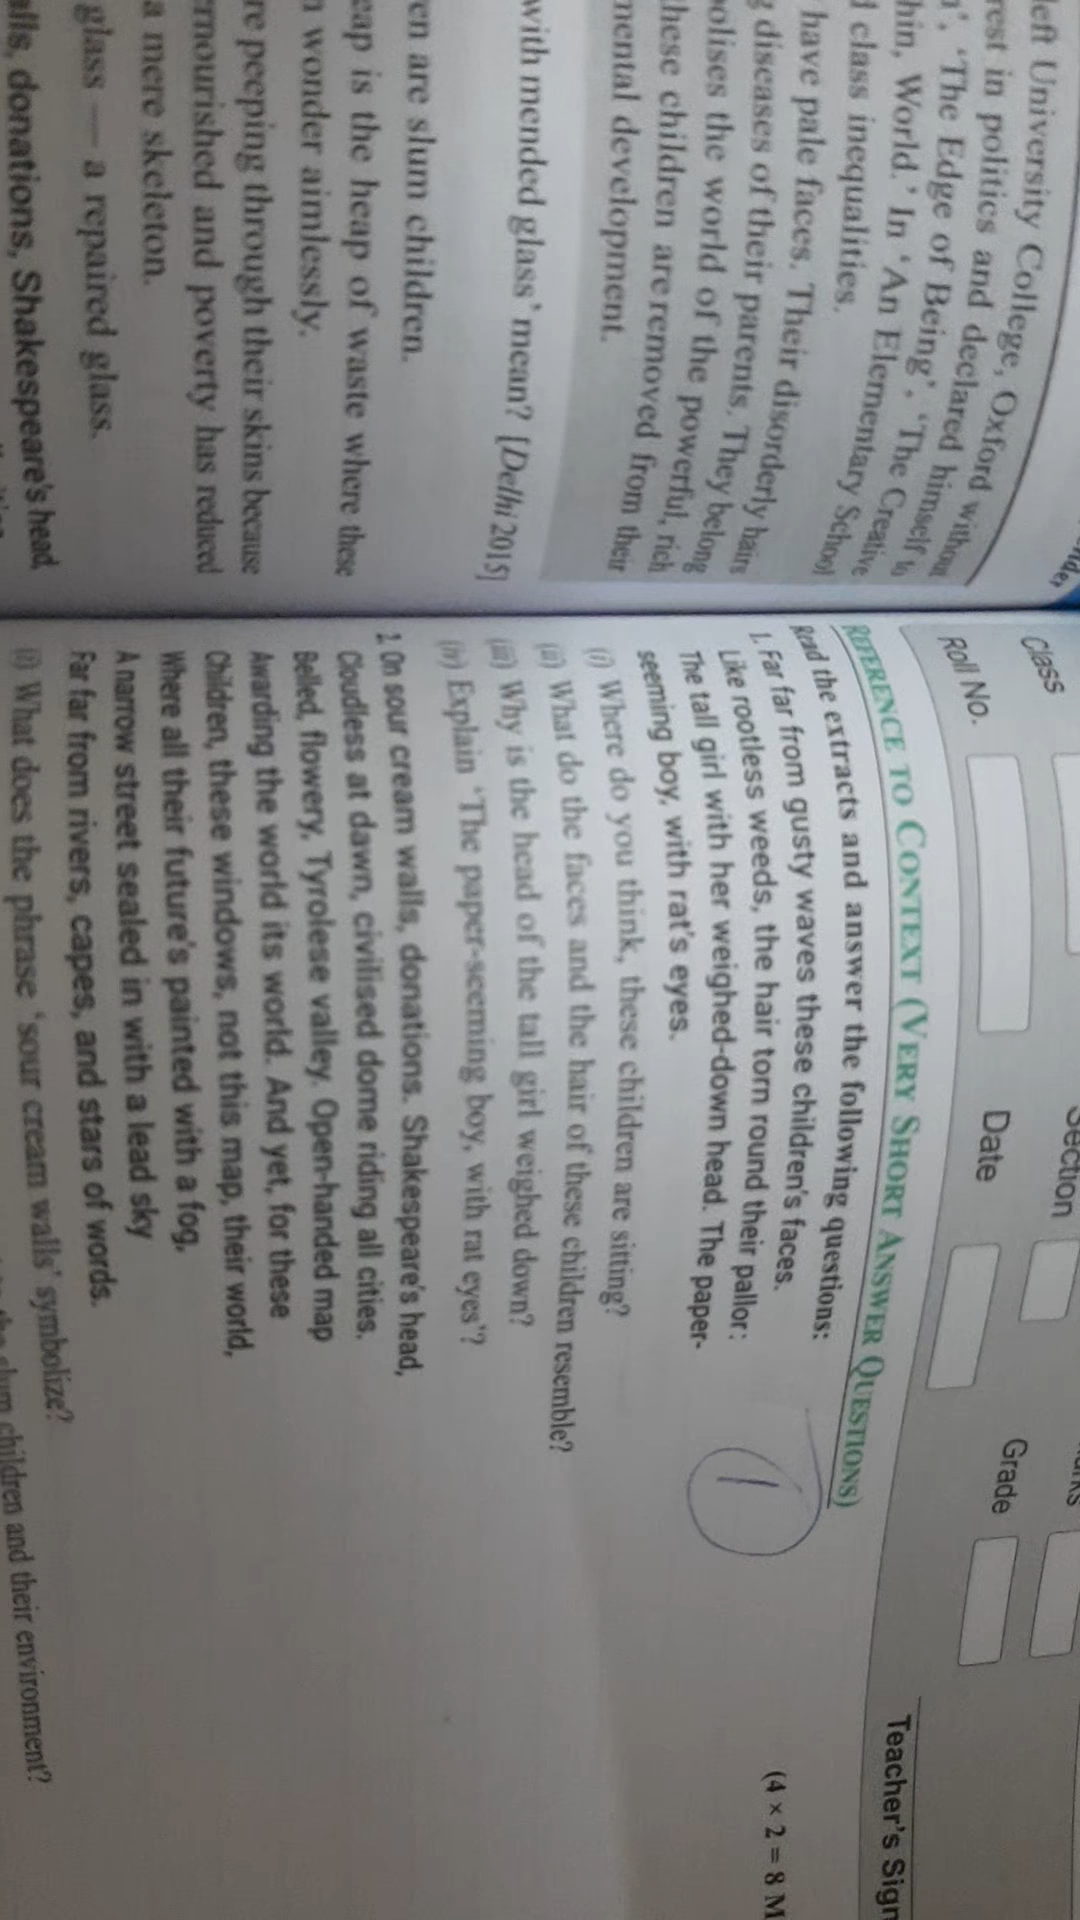 left University College, Oxford without
rest in politics and declared himself to
', 'The Edge of Being', 'The Creative
hin, World.' In 'An Elementary School
class inequalities.
have pale faces. Their disorderly hairs
diseases of their parents. They belong
olises the world of the powerful, rich
hese children are removed from their
mental development.
with mended glass' mean? [Delhi 2015]
en are slum children.
eap is the heap of waste where these
wonder aimlessly.
re peeping through their skins because
rnourished and poverty has reduced
a mere skeleton.
glass — a repaired glass.
alls, donations, Shakespeare's head,
Class
Section
Roll No.
Date
Grade
Teacher's Sign
REFERENCE TO CONTEXT (VERY SHORT ANSWER QUESTIONS)
Read the extracts and answer the following questions:
(4 × 2 = 8 M
1. Far far from gusty waves these children's faces.
Like rootless weeds, the hair torn round their pallor:
The tall girl with her weighed-down head. The paper-
seeming boy, with rat's eyes.
1
(i) Where do you think, these children are sitting?
(ii) What do the faces and the hair of these children resemble?
(iii) Why is the head of the tall girl weighed down?
(iv) Explain 'The paper-seeming boy, with rat eyes'?
2. On sour cream walls, donations. Shakespeare's head,
Cloudless at dawn, civilised dome riding all cities.
Belled, flowery, Tyrolese valley. Open-handed map
Awarding the world its world. And yet, for these
Children, these windows, not this map, their world,
Where all their future's painted with a fog,
A narrow street sealed in with a lead sky
Far far from rivers, capes, and stars of words.
(i) What does the phrase 'sour cream walls' symbolize?
slum children and their environment?